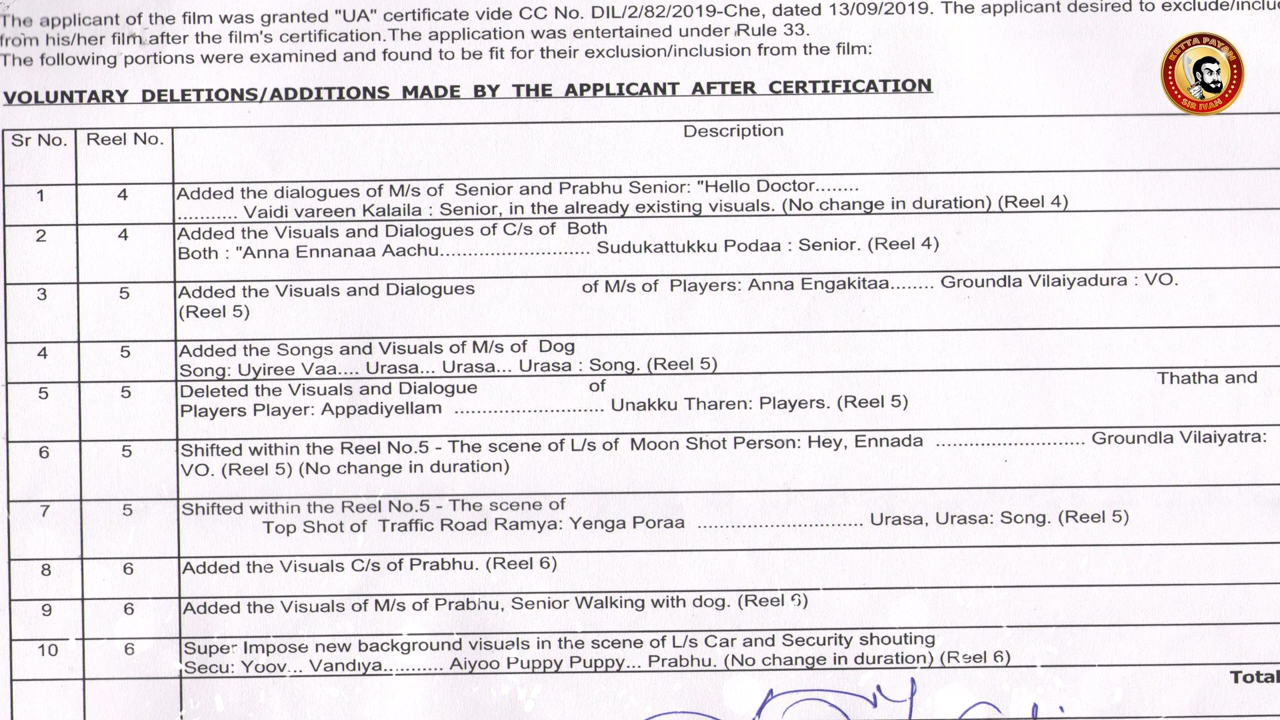 The applicant of the film was granted "UA" certificate vide CC No. DIL/2/82/2019-Che, dated 13/09/2019. The applicant desired to
from his/her film after the film's certification.The application was entertained under Rule 33.
The following portions were examined and found to be fit for their exclusion/inclusion from the film:
KETTA PAYAN
SIR IVAN
VOLUNTARY DELETIONS/ADDITIONS MADE BY THE APPLICANT AFTER CERTIFICATION
Sr No. Reel No. Description
1 4 Added the dialogues of M/s of Senior and Prabhu Senior: "Hello Doctor........
........... Vaidi vareen Kalaila : Senior, in the already existing visuals. (No change in duration) (Reel 4)
2 4 Added the Visuals and Dialogues of C/s of Both
Both : "Anna Ennanaa Aachu........................... Sudukattukku Podaa : Senior. (Reel 4)
3 5 Added the Visuals and Dialogues of M/s of Players: Anna Engakitaa........ Groundla Vilaiyadura : VO.
(Reel 5)
4 5 Added the Songs and Visuals of M/s of Dog
Song: Uyiree Vaa.... Urasa... Urasa... Urasa : Song. (Reel 5)
5 5 Deleted the Visuals and Dialogue of Thatha and
Players Player: Appadiyellam ........................... Unakku Tharen: Players. (Reel 5)
6 5 Shifted within the Reel No.5 - The scene of L/s of Moon Shot Person: Hey, Ennada ........................... Groundla Vilaiyatra:
VO. (Reel 5) (No change in duration)
7 5 Shifted within the Reel No.5 - The scene of
Top Shot of Traffic Road Ramya: Yenga Poraa ............................. Urasa, Urasa: Song. (Reel 5)
8 6 Added the Visuals C/s of Prabhu. (Reel 6)
9 6 Added the Visuals of M/s of Prabhu, Senior Walking with dog. (Reel 6)
10 6 Super Impose new background visuals in the scene of L/s Car and Security shouting
Secu: Yoov... Vandiya.......... Aiyoo Puppy Puppy... Prabhu. (No change in duration) (Reel 6)
Total